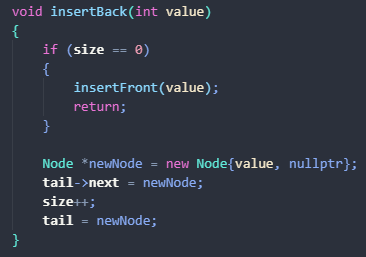 void insertBack(int value)
{
    if (size == 0)
    {
        insertFront(value);
        return;
    }

    Node *newNode = new Node{value, nullptr};
    tail->next = newNode;
    size++;
    tail = newNode;
}